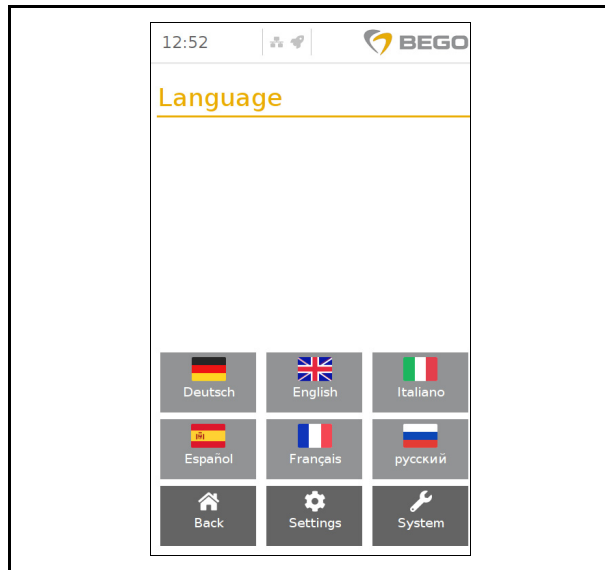 12:52 BEGO
Language
Deutsch English Italiano
Español Français русский
Back Settings System